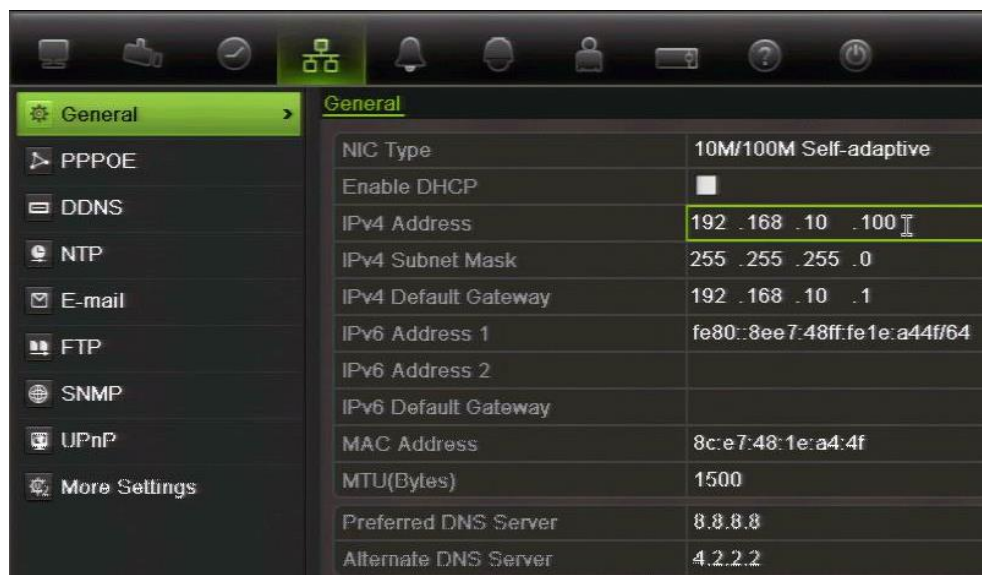 General
PPPOE
DDNS
NTP
E-mail
FTP
SNMP
UPnP
More Settings
General
NIC Type 10M/100M Self-adaptive
Enable DHCP
IPv4 Address 192 .168 .10 .100
IPv4 Subnet Mask 255 .255 .255 .0
IPv4 Default Gateway 192 .168 .10 .1
IPv6 Address 1 fe80::8ee7:48ff:fe1e:a44f/64
IPv6 Address 2
IPv6 Default Gateway
MAC Address 8c:e7:48:1e:a4:4f
MTU(Bytes) 1500
Preferred DNS Server 8.8.8.8
Alternate DNS Server 4.2.2.2